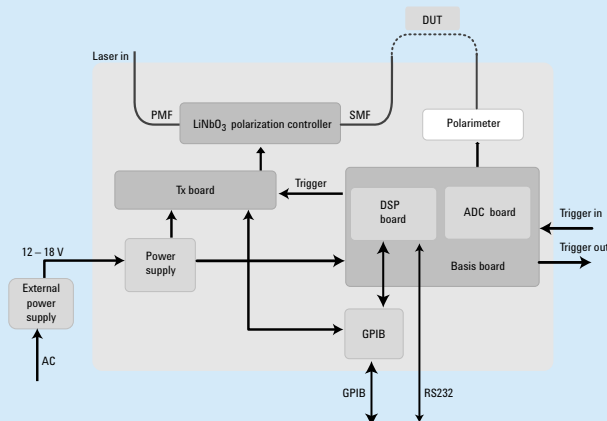 DUT
Laser in
PMF
SMF
LiNbO3 polarization controller
Polarimeter
Tx board
Trigger
DSP
board
ADC board
Trigger in
Trigger out
Basis board
12 – 18 V
Power
supply
External
power
supply
GPIB
AC
GPIB
RS232